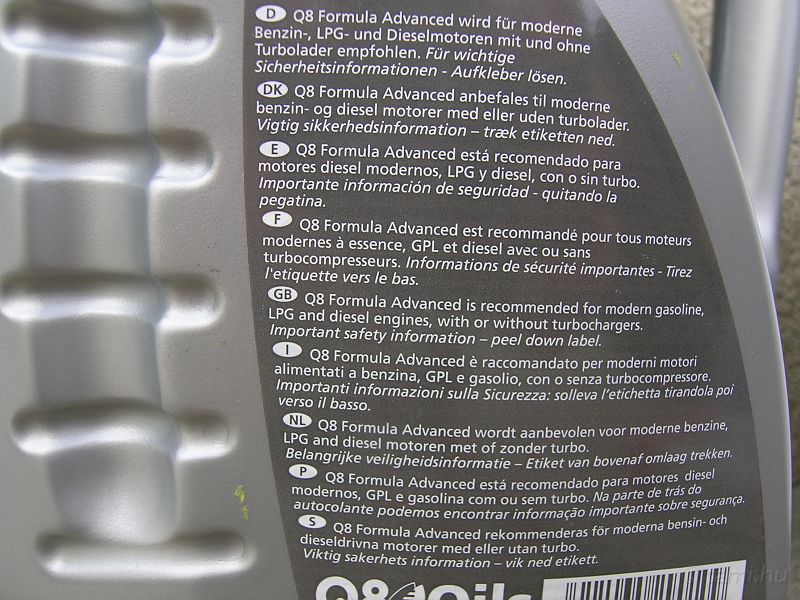 D Q8 Formula Advanced wird für moderne
Benzin-, LPG- und Dieselmotoren mit und ohne
Turbolader empfohlen. Für wichtige
Sicherheitsinformationen - Aufkleber lösen.
DK Q8 Formula Advanced anbefales til moderne
benzin- og diesel motorer med eller uden turbolader.
Vigtig sikkerhedsinformation – træk etiketten ned.
E Q8 Formula Advanced está recomendado para
motores diesel modernos, LPG y diesel, con o sin turbo.
Importante información de seguridad - quitando la
pegatina.
F Q8 Formula Advanced est recommandé pour tous moteurs
modernes à essence, GPL et diesel avec ou sans
turbocompresseurs. Informations de sécurité importantes - Tirez
l'etiquette vers le bas.
GB Q8 Formula Advanced is recommended for modern gasoline,
LPG and diesel engines, with or without turbochargers.
Important safety information – peel down label.
I Q8 Formula Advanced è raccomandato per moderni motori
alimentati a benzina, GPL e gasolio, con o senza turbocompressore.
Importanti informazioni sulla Sicurezza: solleva l'etichetta tirandola poi
verso il basso.
NL Q8 Formula Advanced wordt aanbevolen voor moderne benzine,
LPG and diesel motoren met of zonder turbo.
Belangrijke veiligheidsinformatie – Etiket van bovenaf omlaag trekken.
P Q8 Formula Advanced está recomendado para motores diesel
modernos, GPL e gasolina com ou sem turbo. Na parte de trás do
autocolante podemos encontrar informação importante sobre segurança.
S Q8 Formula Advanced rekommenderas för moderna bensin- och
dieseldrivna motorer med eller utan turbo.
Viktig sakerhets information – vik ned etikett.
Q8 Oils